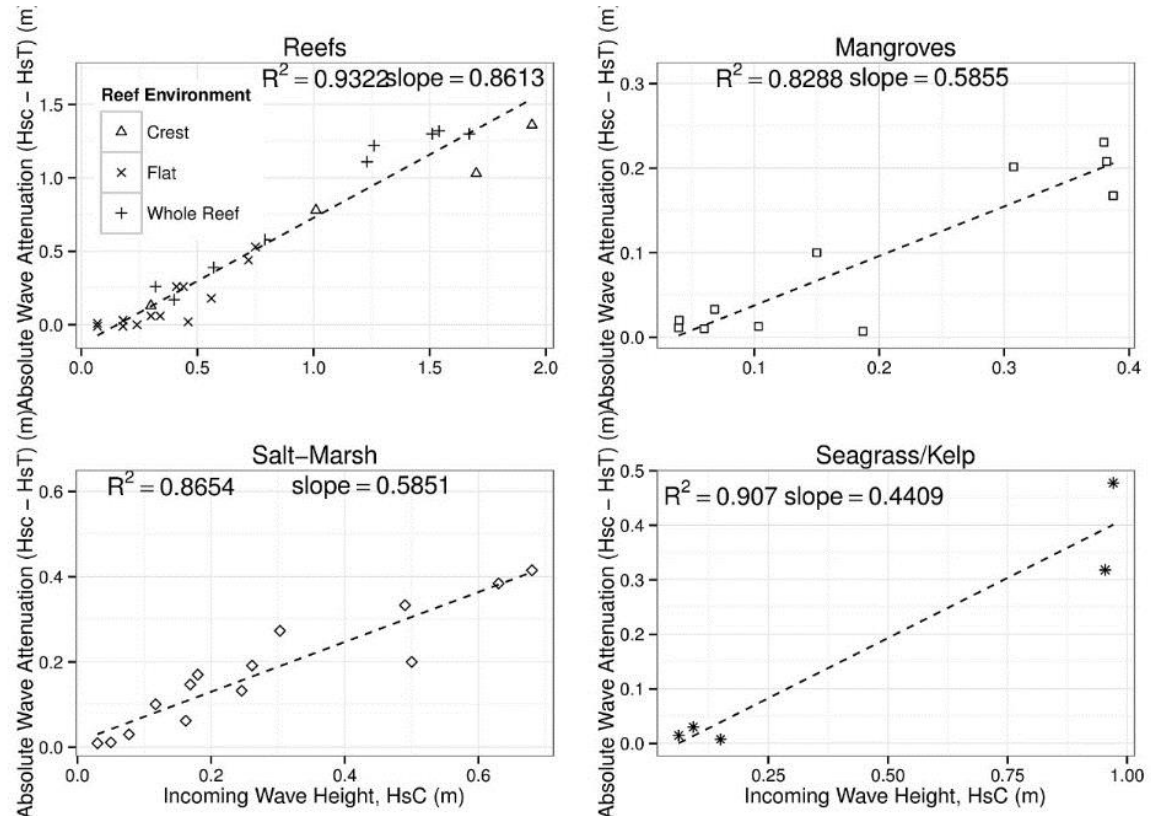 Reefs
R² = 0.9322 slope = 0.8613
Reef Environment
Crest
Flat
Whole Reef
Absolute Wave Attenuation (Hsc − HsT) (m)
1.5
1.0
0.5
0.0
0.0 0.5 1.0 1.5 2.0
Mangroves
R² = 0.8288 slope = 0.5855
Absolute Wave Attenuation (Hsc − HsT) (m)
0.3
0.2
0.1
0.0
0.1 0.2 0.3 0.4
Salt−Marsh
R² = 0.8654 slope = 0.5851
Absolute Wave Attenuation (Hsc − HsT) (m)
0.6
0.4
0.2
0.0
0.0 0.2 0.4 0.6
Incoming Wave Height, HsC (m)
Seagrass/Kelp
R² = 0.907 slope = 0.4409
Absolute Wave Attenuation (Hsc − HsT) (m)
0.5
0.4
0.3
0.2
0.1
0.0
0.25 0.50 0.75 1.00
Incoming Wave Height, HsC (m)